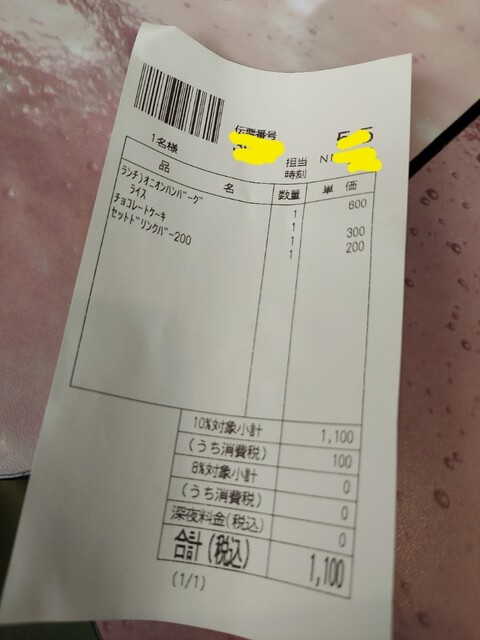 伝票番号
1名様 担当
時刻
品 名 数量 単 価
ランチ)オニオンハンバーグ 1 600
ライス 1
チョコレートケーキ 1 300
セットドリンクバー200 1 200
10%対象小計 1,100
(うち消費税) 100
8%対象小計 0
(うち消費税) 0
深夜料金(税込) 0
合計(税込) 1,100
(1/1)